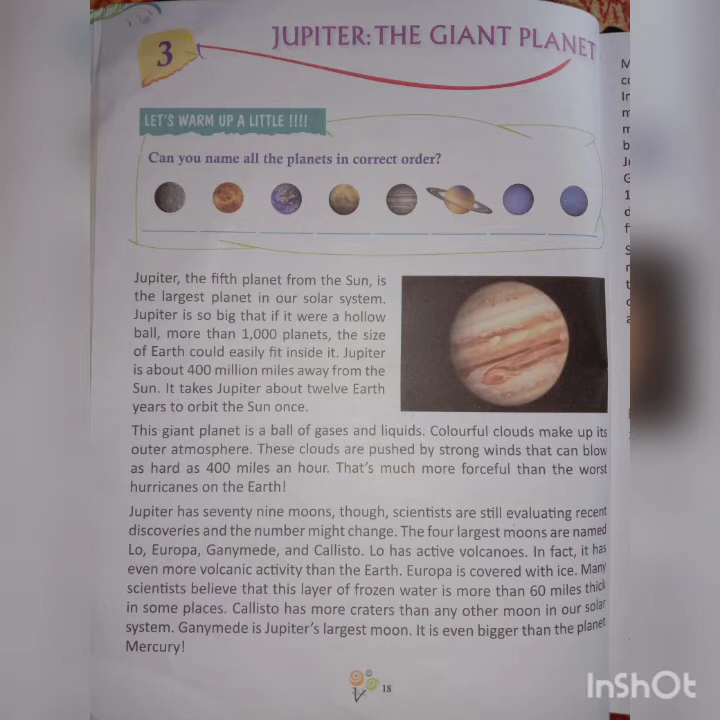 3
JUPITER: THE GIANT PLANET
LET'S WARM UP A LITTLE !!!!
Can you name all the planets in correct order?
Jupiter, the fifth planet from the Sun, is
the largest planet in our solar system.
Jupiter is so big that if it were a hollow
ball, more than 1,000 planets, the size
of Earth could easily fit inside it. Jupiter
is about 400 million miles away from the
Sun. It takes Jupiter about twelve Earth
years to orbit the Sun once.
This giant planet is a ball of gases and liquids. Colourful clouds make up its
outer atmosphere. These clouds are pushed by strong winds that can blow
as hard as 400 miles an hour. That's much more forceful than the worst
hurricanes on the Earth!
Jupiter has seventy nine moons, though, scientists are still evaluating recent
discoveries and the number might change. The four largest moons are named
Lo, Europa, Ganymede, and Callisto. Lo has active volcanoes. In fact, it has
even more volcanic activity than the Earth. Europa is covered with ice. Many
scientists believe that this layer of frozen water is more than 60 miles thick
in some places. Callisto has more craters than any other moon in our solar
system. Ganymede is Jupiter's largest moon. It is even bigger than the planet
Mercury!
18
InShOt